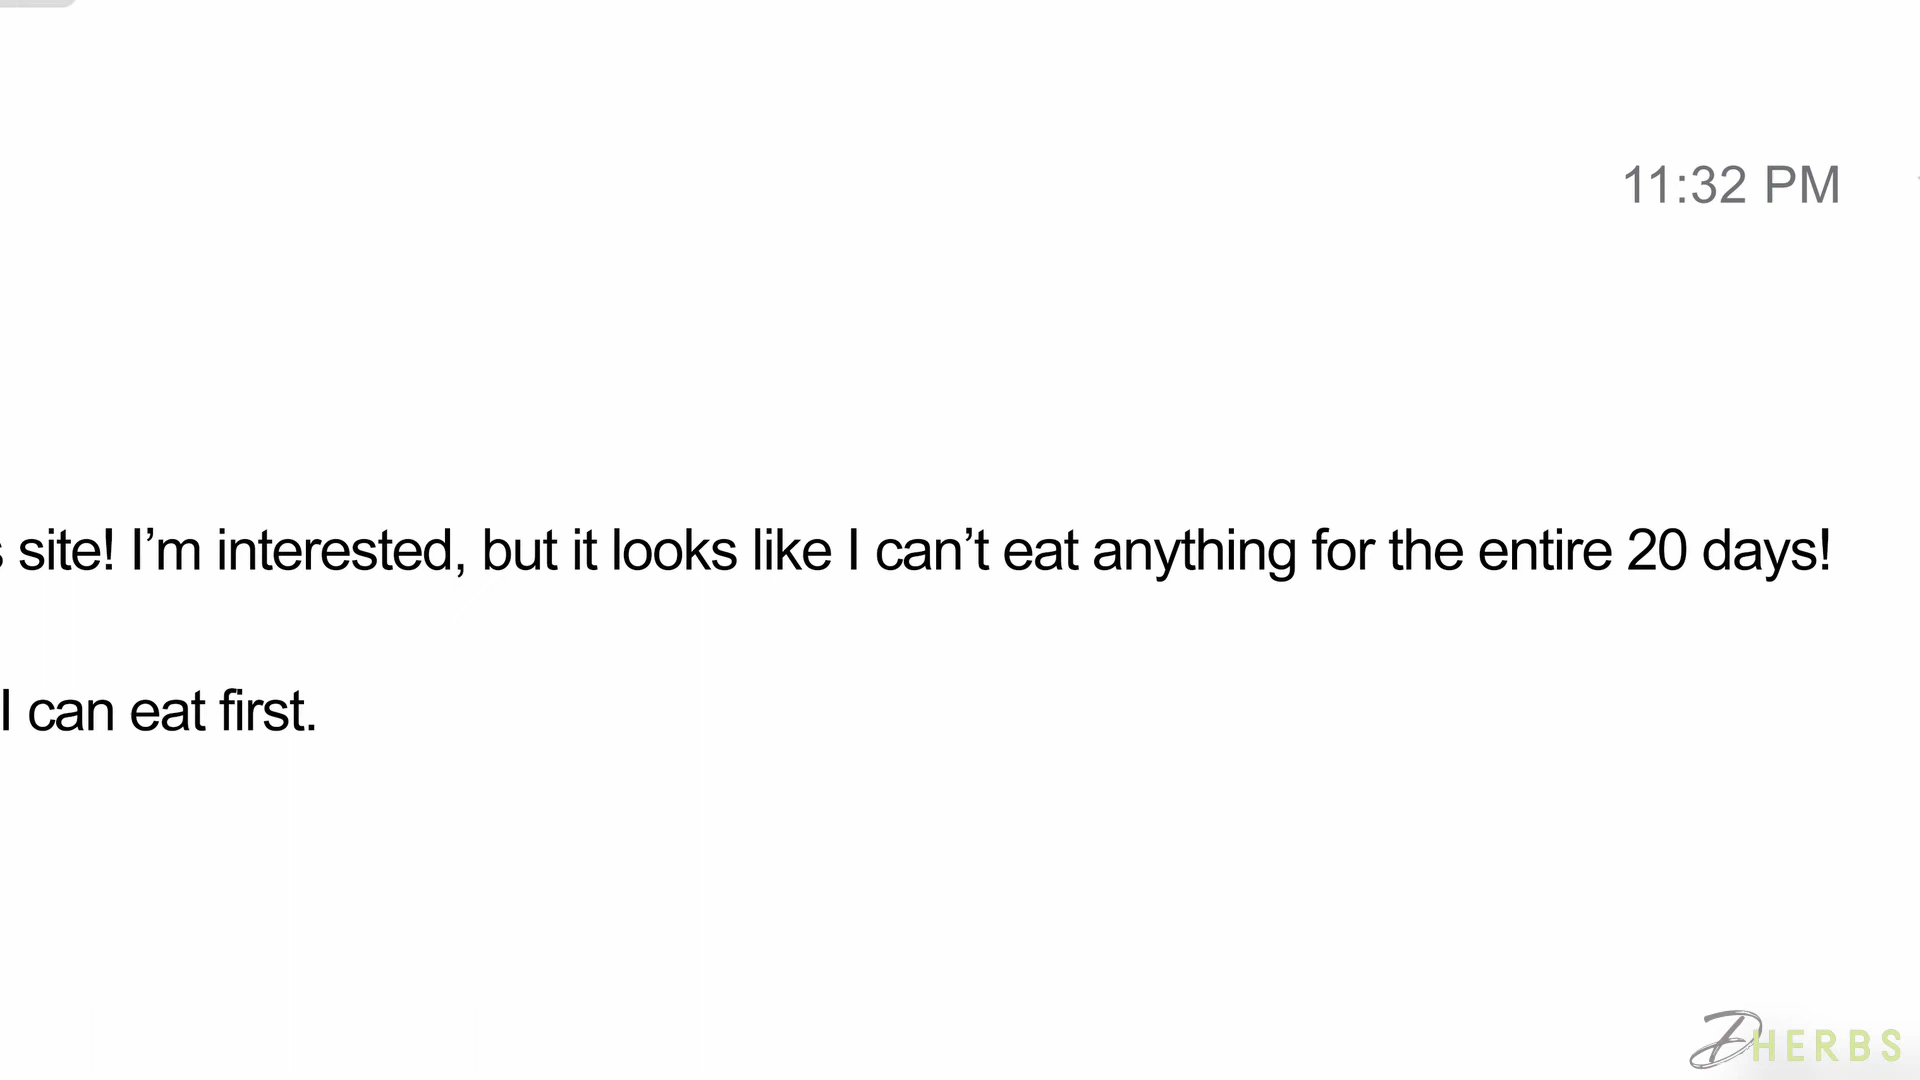 11:32 PM
site! I’m interested, but it looks like I can’t eat anything for the entire 20 days!
I can eat first.
DHERBS